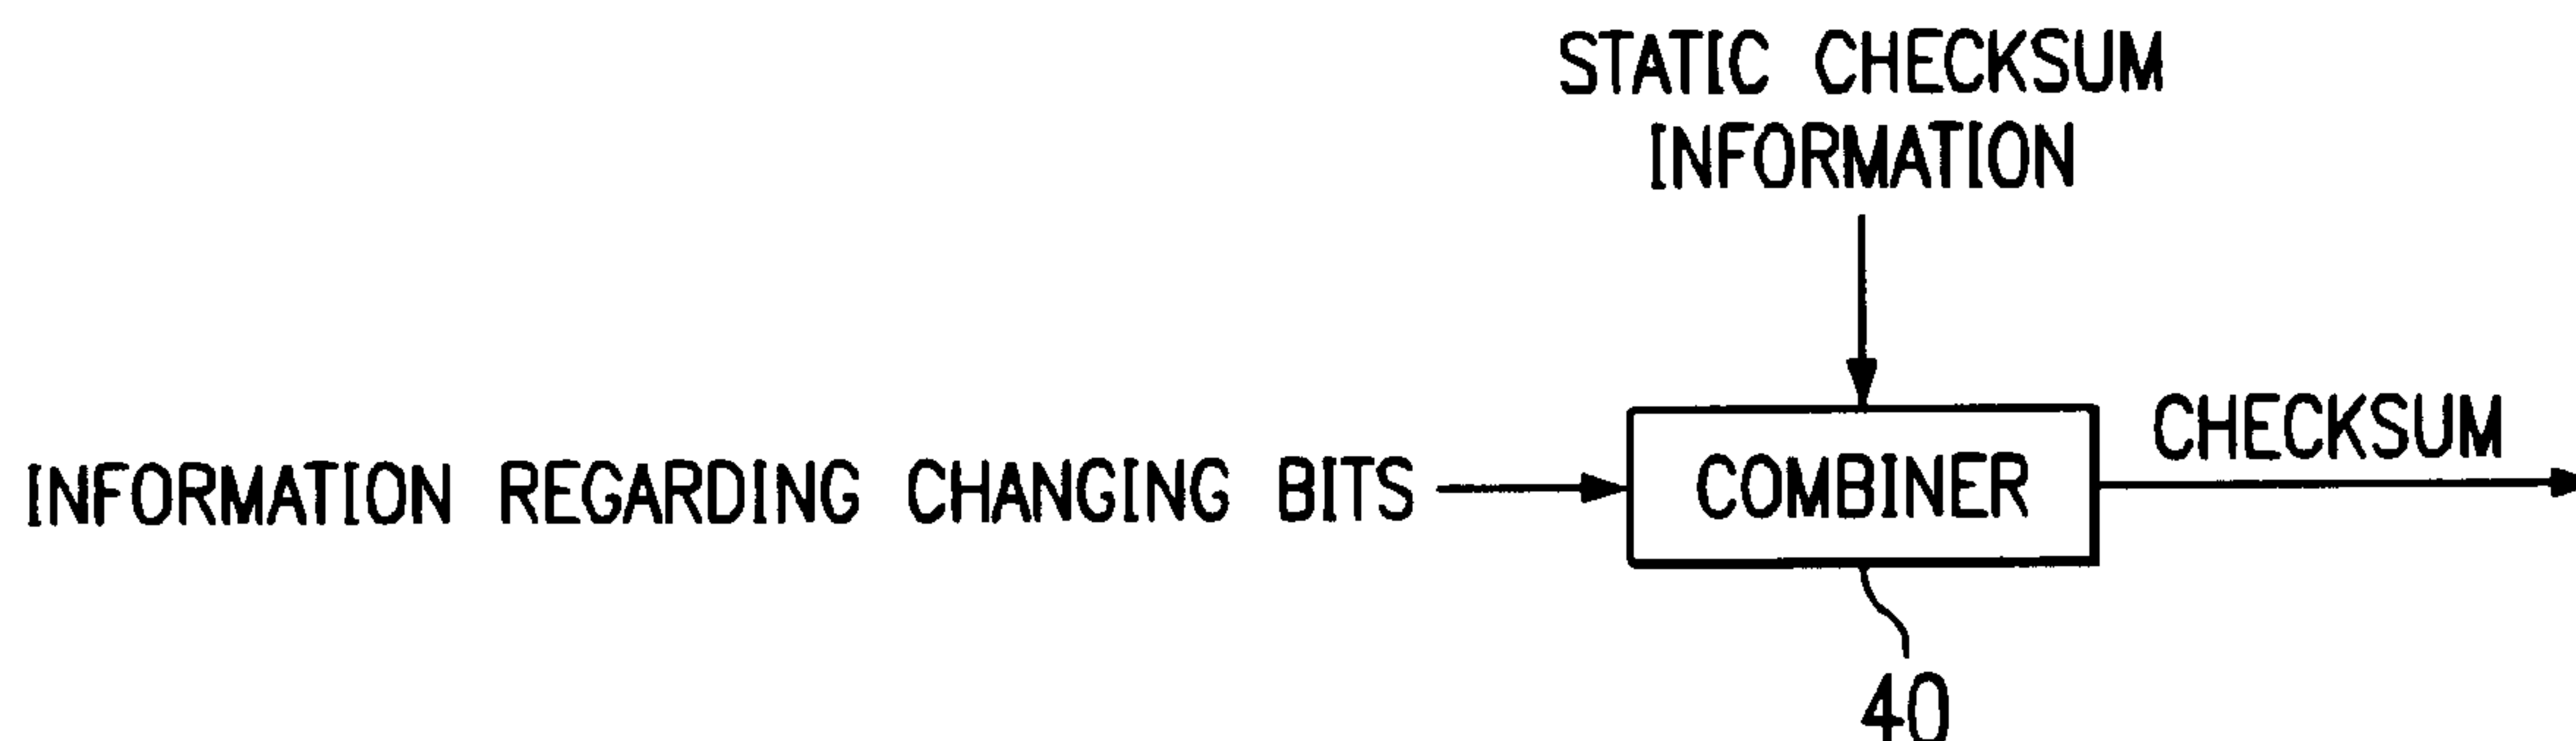 STATIC CHECKSUM
INFORMATION
INFORMATION REGARDING CHANGING BITS
COMBINER
CHECKSUM
40